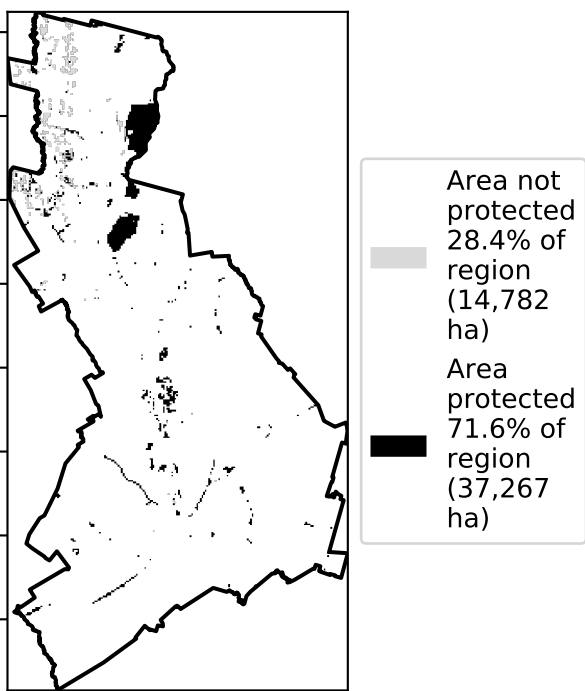 Area not
protected
28.4% of
region
(14,782
ha)
Area
protected
71.6% of
region
(37,267
ha)